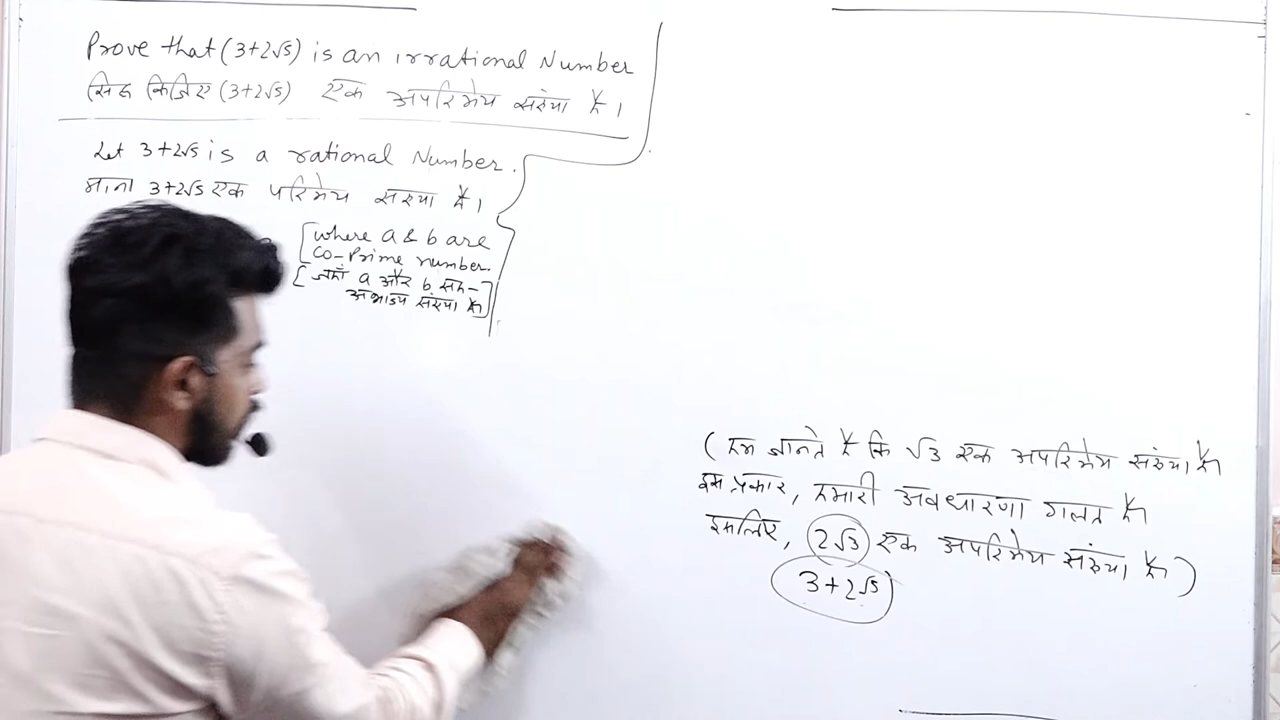 Prove that (3+2√5) is an irrational Number
सिद्ध किजिए (3+2√5) एक अपरिमेय संख्या है।
Let 3+2√5 is a rational Number.
माना 3+2√5 एक परिमेय संख्या है।
[where a & b are
co-Prime number.
[जहाँ a और b सह-
अभाज्य संख्या है]
(हम जानते है कि √3 एक अपरिमेय संख्या है
इस प्रकार, हमारी अवधारणा गलत है
इसलिए, 2√3 एक अपरिमेय संख्या है)
3+2√5